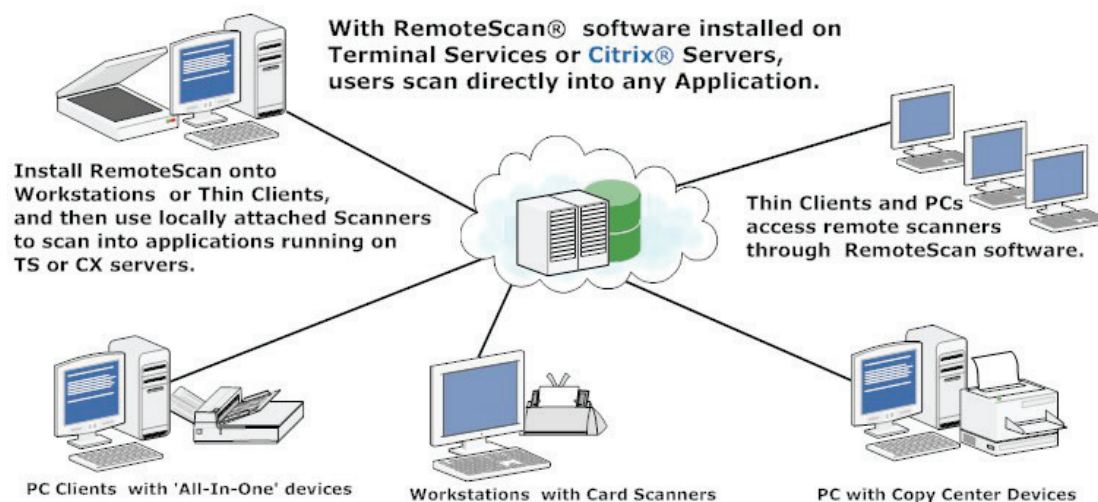 With RemoteScan® software installed on
Terminal Services or Citrix® Servers,
users scan directly into any Application.
Install RemoteScan onto
Workstations or Thin Clients,
and then use locally attached Scanners
to scan into applications running on
TS or CX servers.
Thin Clients and PCs
access remote scanners
through RemoteScan software.
PC Clients with 'All-In-One' devices
Workstations with Card Scanners
PC with Copy Center Devices